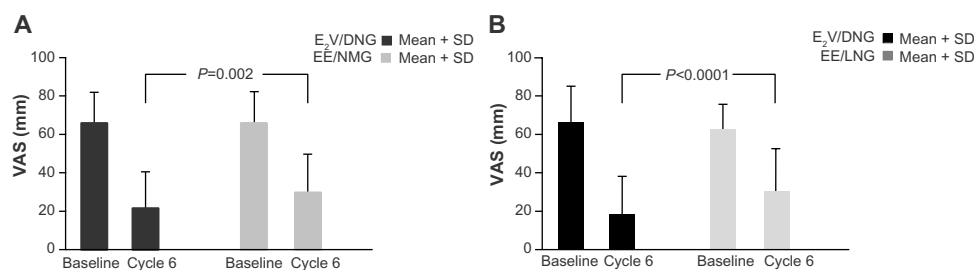 A
E₂V/DNG Mean + SD
EE/NMG Mean + SD
VAS (mm)
100
80
60
40
20
0
P=0.002
Baseline Cycle 6 Baseline Cycle 6
B
E₂V/DNG Mean + SD
EE/LNG Mean + SD
VAS (mm)
100
80
60
40
20
0
P<0.0001
Baseline Cycle 6 Baseline Cycle 6